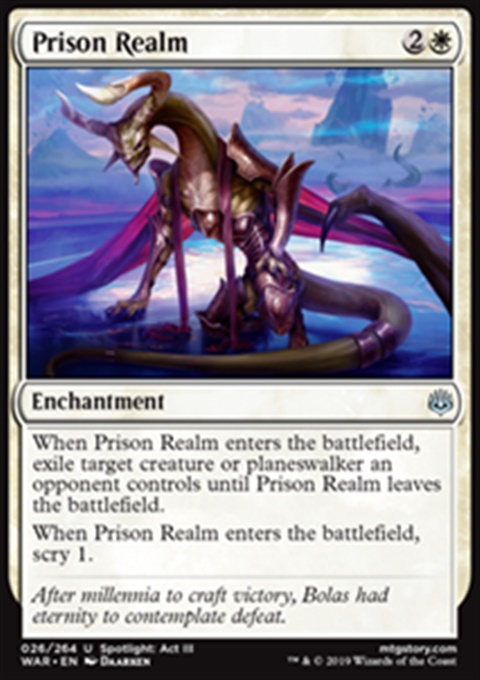 Prison Realm 2
Enchantment
When Prison Realm enters the battlefield,
exile target creature or planeswalker an
opponent controls until Prison Realm leaves
the battlefield.
When Prison Realm enters the battlefield,
scry 1.
After millennia to craft victory, Bolas had
eternity to contemplate defeat.
026/264 U Spotlight: Act III mtgstory.com
WAR • EN Daarken ™ & © 2019 Wizards of the Coast